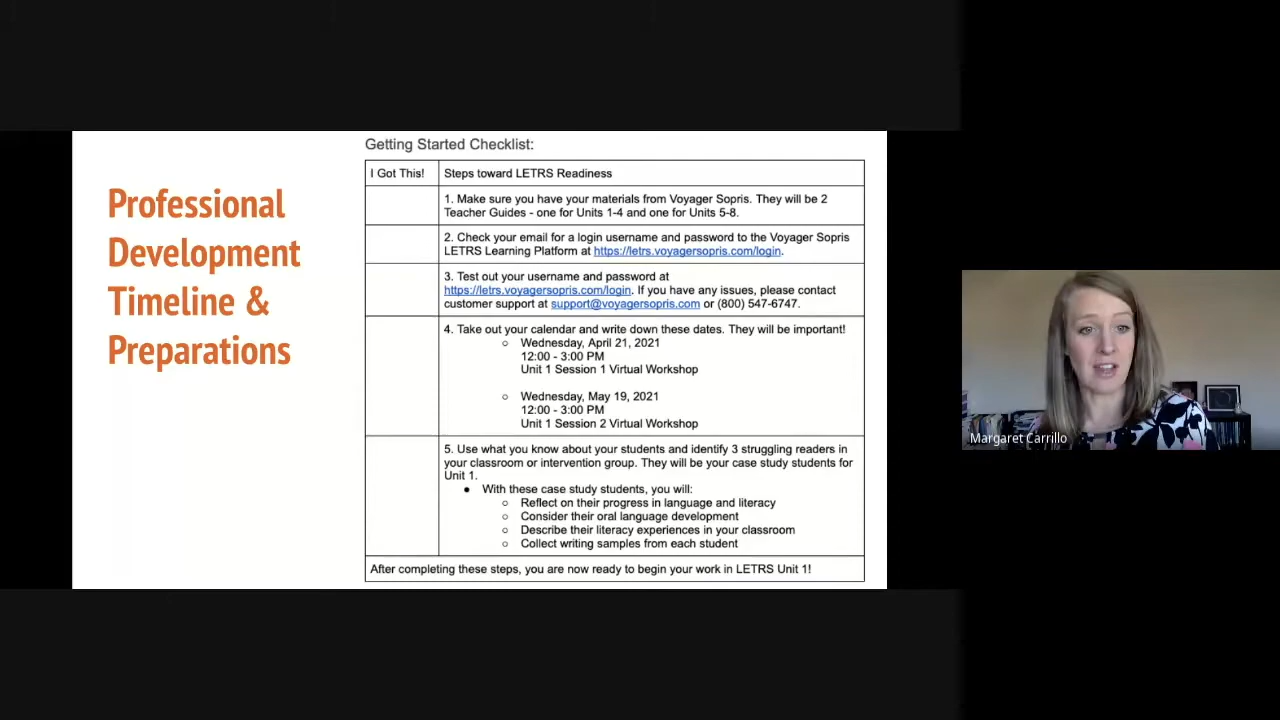 Professional
Development
Timeline &
Preparations
Getting Started Checklist:
I Got This!
Steps toward LETRS Readiness
1. Make sure you have your materials from Voyager Sopris. They will be 2
Teacher Guides - one for Units 1-4 and one for Units 5-8.
2. Check your email for a login username and password to the Voyager Sopris
LETRS Learning Platform at https://letrs.voyagersopris.com/login.
3. Test out your username and password at
https://letrs.voyagersopris.com/login. If you have any issues, please contact
customer support at support@voyagersopris.com or (800) 547-6747.
4. Take out your calendar and write down these dates. They will be important!
○ Wednesday, April 21, 2021
12:00 - 3:00 PM
Unit 1 Session 1 Virtual Workshop
○ Wednesday, May 19, 2021
12:00 - 3:00 PM
Unit 1 Session 2 Virtual Workshop
5. Use what you know about your students and identify 3 struggling readers in
your classroom or intervention group. They will be your case study students for
Unit 1.
● With these case study students, you will:
○ Reflect on their progress in language and literacy
○ Consider their oral language development
○ Describe their literacy experiences in your classroom
○ Collect writing samples from each student
After completing these steps, you are now ready to begin your work in LETRS Unit 1!
Margaret Carrillo